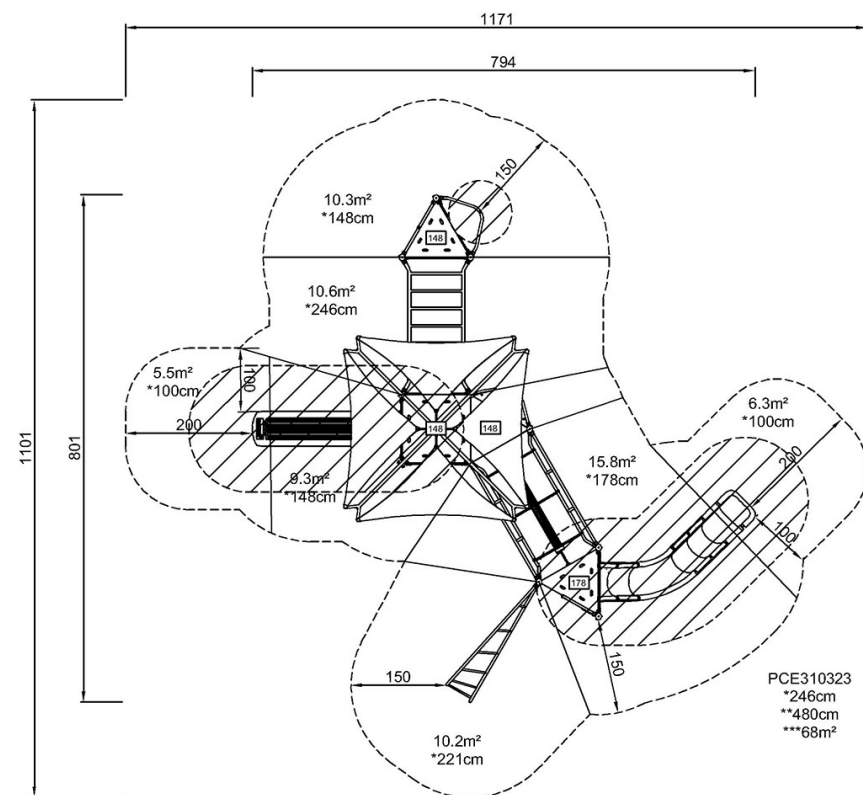 1171
794
150
10.3m²
*148cm
148
1101
801
10.6m²
*246cm
5.5m²
*100cm
100
200
148
148
9.3m²
*148cm
15.8m²
*178cm
6.3m²
*100cm
200
100
178
150
150
10.2m²
*221cm
PCE310323
*246cm
**480cm
***68m²